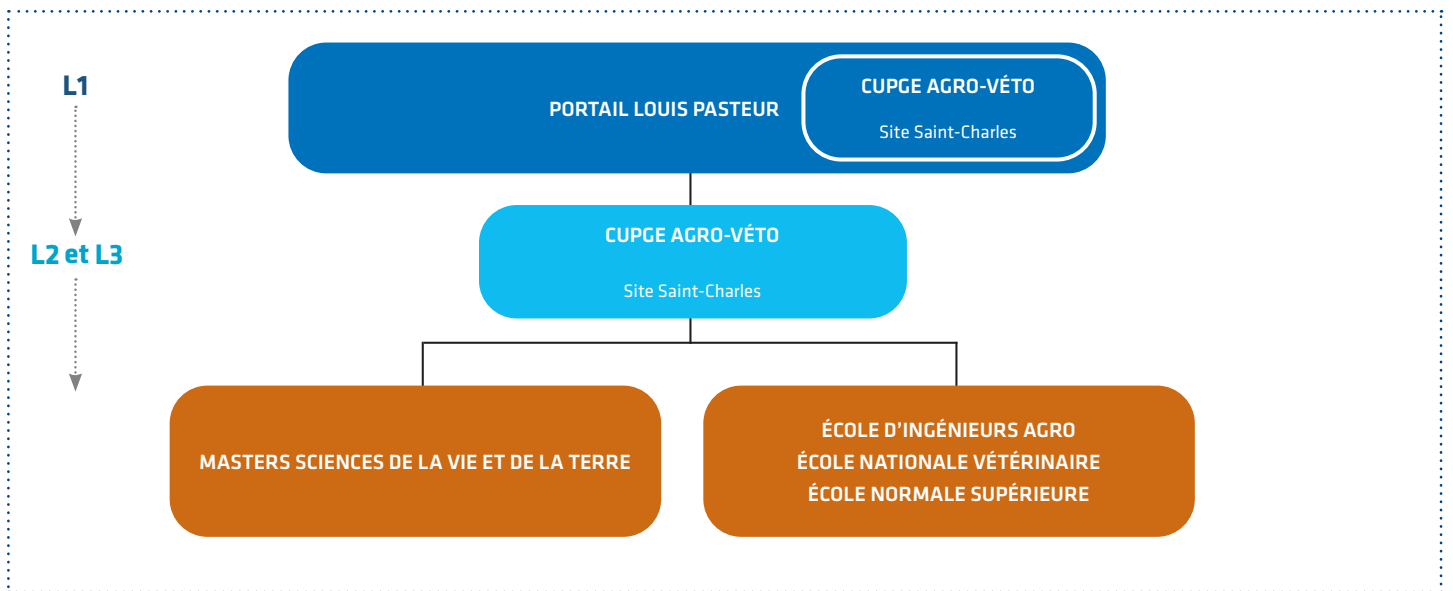 L1
PORTAIL LOUIS PASTEUR
CUPGE AGRO-VÉTO
Site Saint-Charles
L2 et L3
CUPGE AGRO-VÉTO
Site Saint-Charles
MASTERS SCIENCES DE LA VIE ET DE LA TERRE
ÉCOLE D’INGÉNIEURS AGRO
ÉCOLE NATIONALE VÉTÉRINAIRE
ÉCOLE NORMALE SUPÉRIEURE